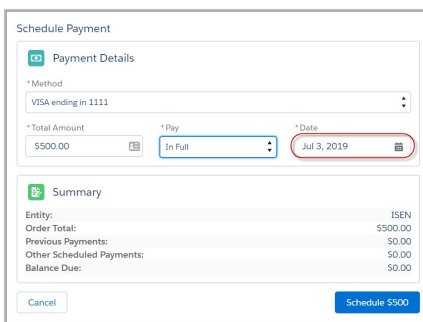 Schedule Payment
Payment Details
* Method
VISA ending in 1111
* Total Amount * Pay * Date
$500.00 In Full Jul 3, 2019
Summary
Entity: ISEN
Order Total: $500.00
Previous Payments: $0.00
Other Scheduled Payments: $0.00
Balance Due: $0.00
Cancel Schedule $500